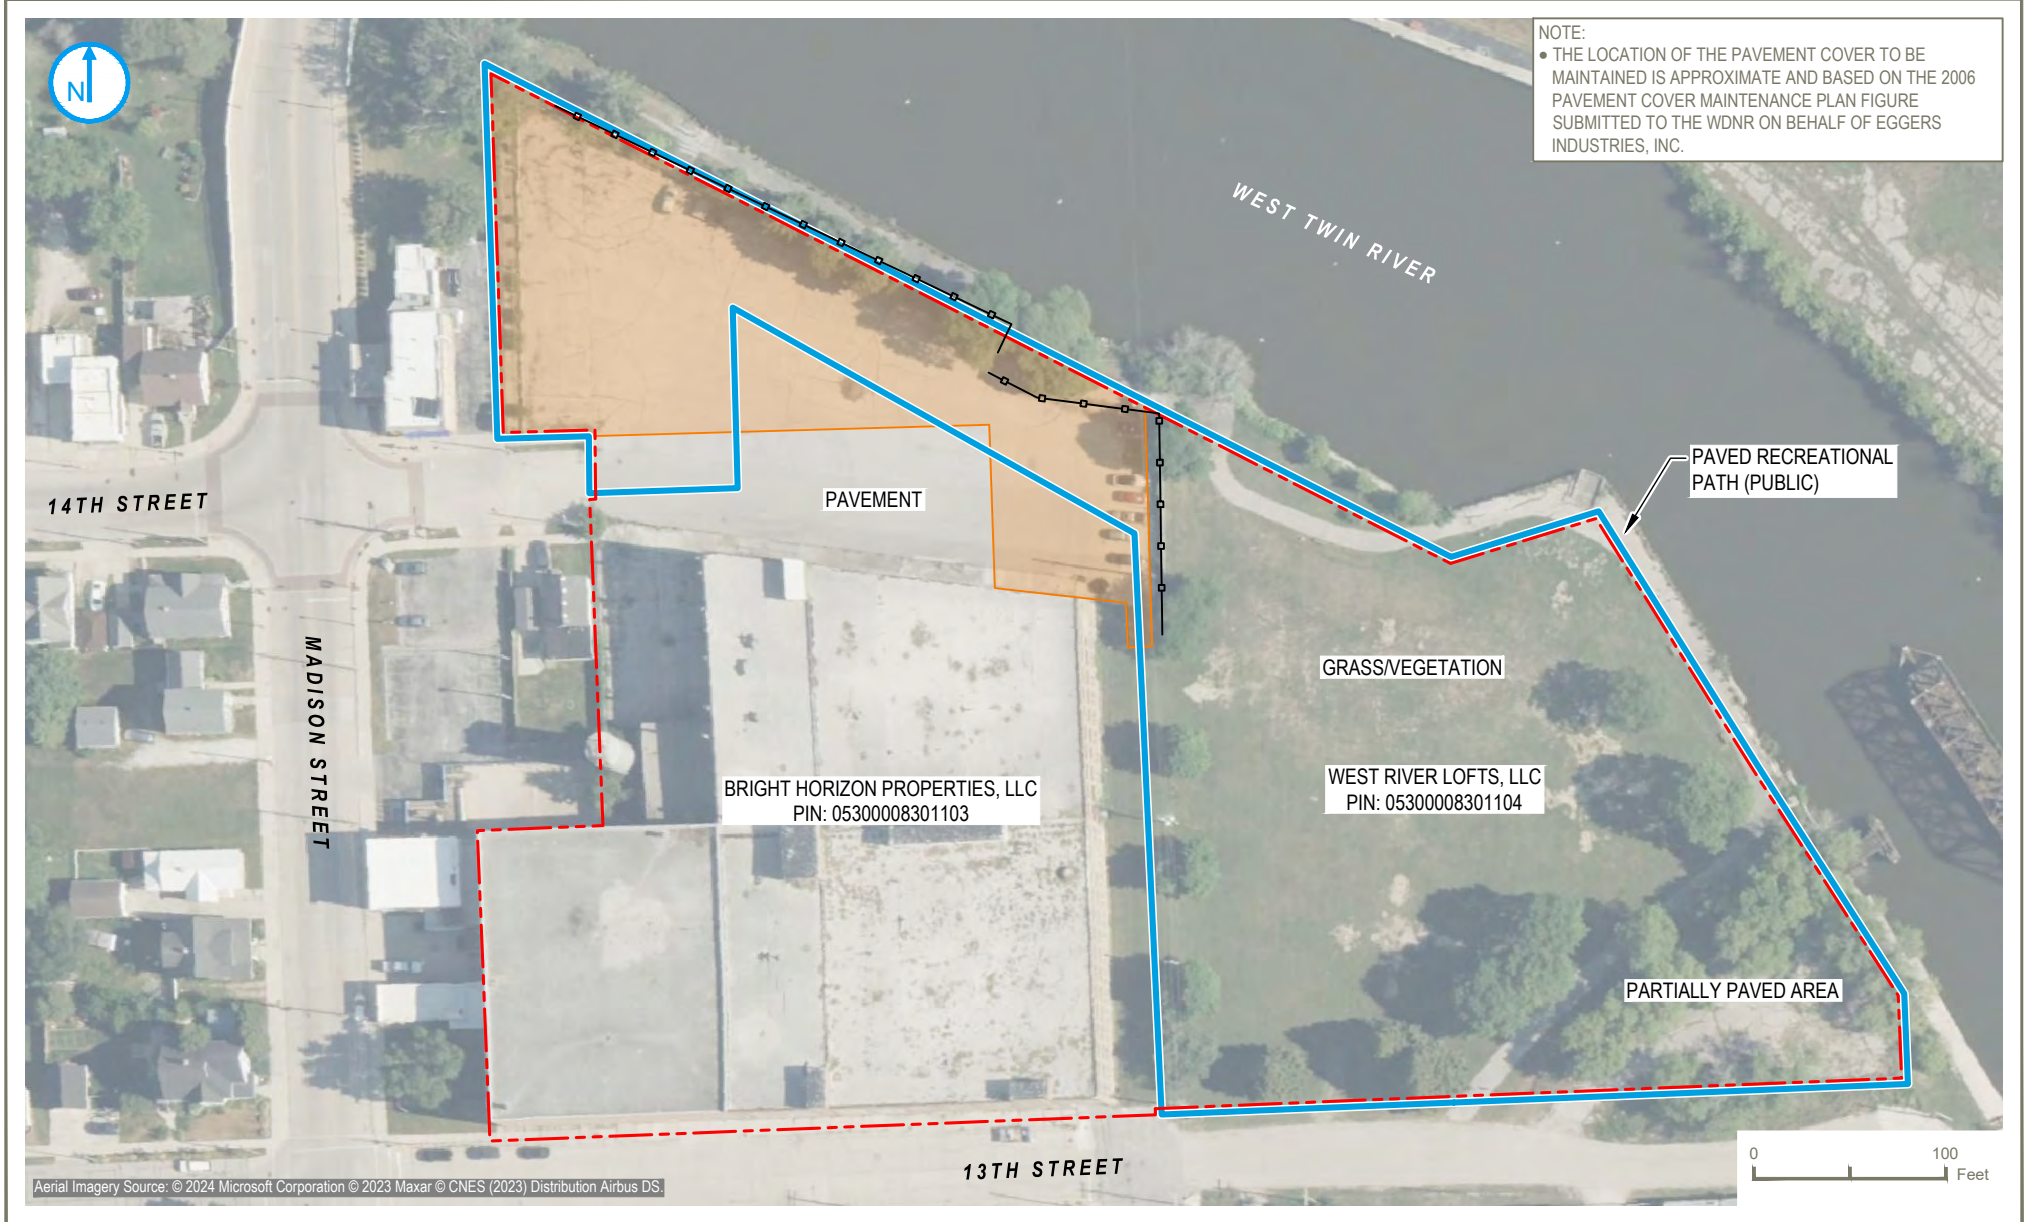 N
NOTE:
• THE LOCATION OF THE PAVEMENT COVER TO BE
MAINTAINED IS APPROXIMATE AND BASED ON THE 2006
PAVEMENT COVER MAINTENANCE PLAN FIGURE
SUBMITTED TO THE WDNR ON BEHALF OF EGGERS
INDUSTRIES, INC.
WEST TWIN RIVER
PAVED RECREATIONAL
PATH (PUBLIC)
14TH STREET
PAVEMENT
MADISON STREET
GRASS/VEGETATION
BRIGHT HORIZON PROPERTIES, LLC
PIN: 05300008301103
WEST RIVER LOFTS, LLC
PIN: 05300008301104
PARTIALLY PAVED AREA
13TH STREET
0 100
Feet
Aerial Imagery Source: © 2024 Microsoft Corporation © 2023 Maxar © CNES (2023) Distribution Airbus DS.